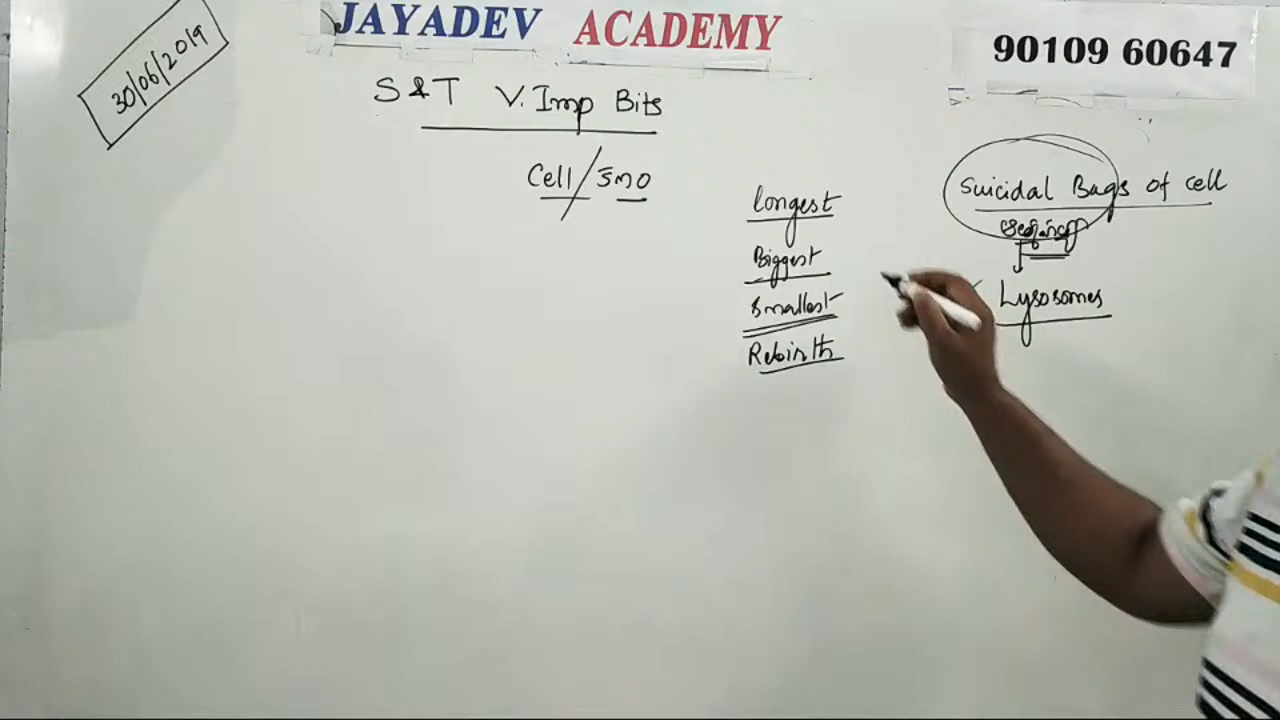 30/06/2019
JAYADEV ACADEMY
90109 60647
S & T V. Imp Bits
Cell/
Longest
Biggest
Smallest
Rebirth
Suicidal Bags of cell
Lysosomes